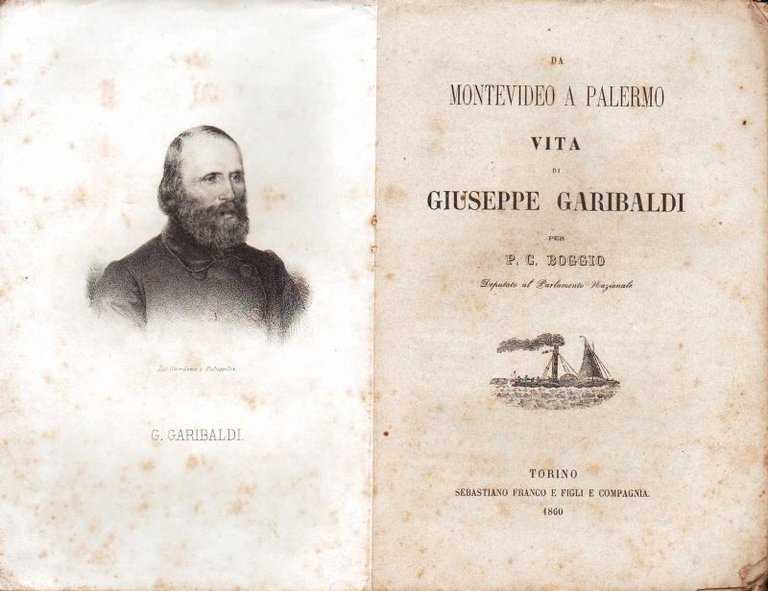 G. GARIBALDI.
DA
MONTEVIDEO A PALERMO
VITA
DI
GIUSEPPE GARIBALDI
PER
P. C. BOGGIO
Deputato al Parlamento Nazionale
TORINO
SEBASTIANO FRANCO E FIGLI E COMPAGNIA.
1860